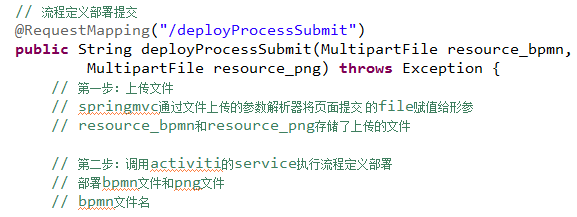 // 流程定义部署提交
@RequestMapping("/deployProcessSubmit")
public String deployProcessSubmit(MultipartFile resource_bpmn,
MultipartFile resource_png) throws Exception {
// 第一步：上传文件
// springmvc通过文件上传的参数解析器将页面提交 的file赋值给形参
// resource_bpmn和resource_png存储了上传的文件
// 第二步：调用activiti的service执行流程定义部署
// 部署bpmn文件和png文件
// bpmn文件名